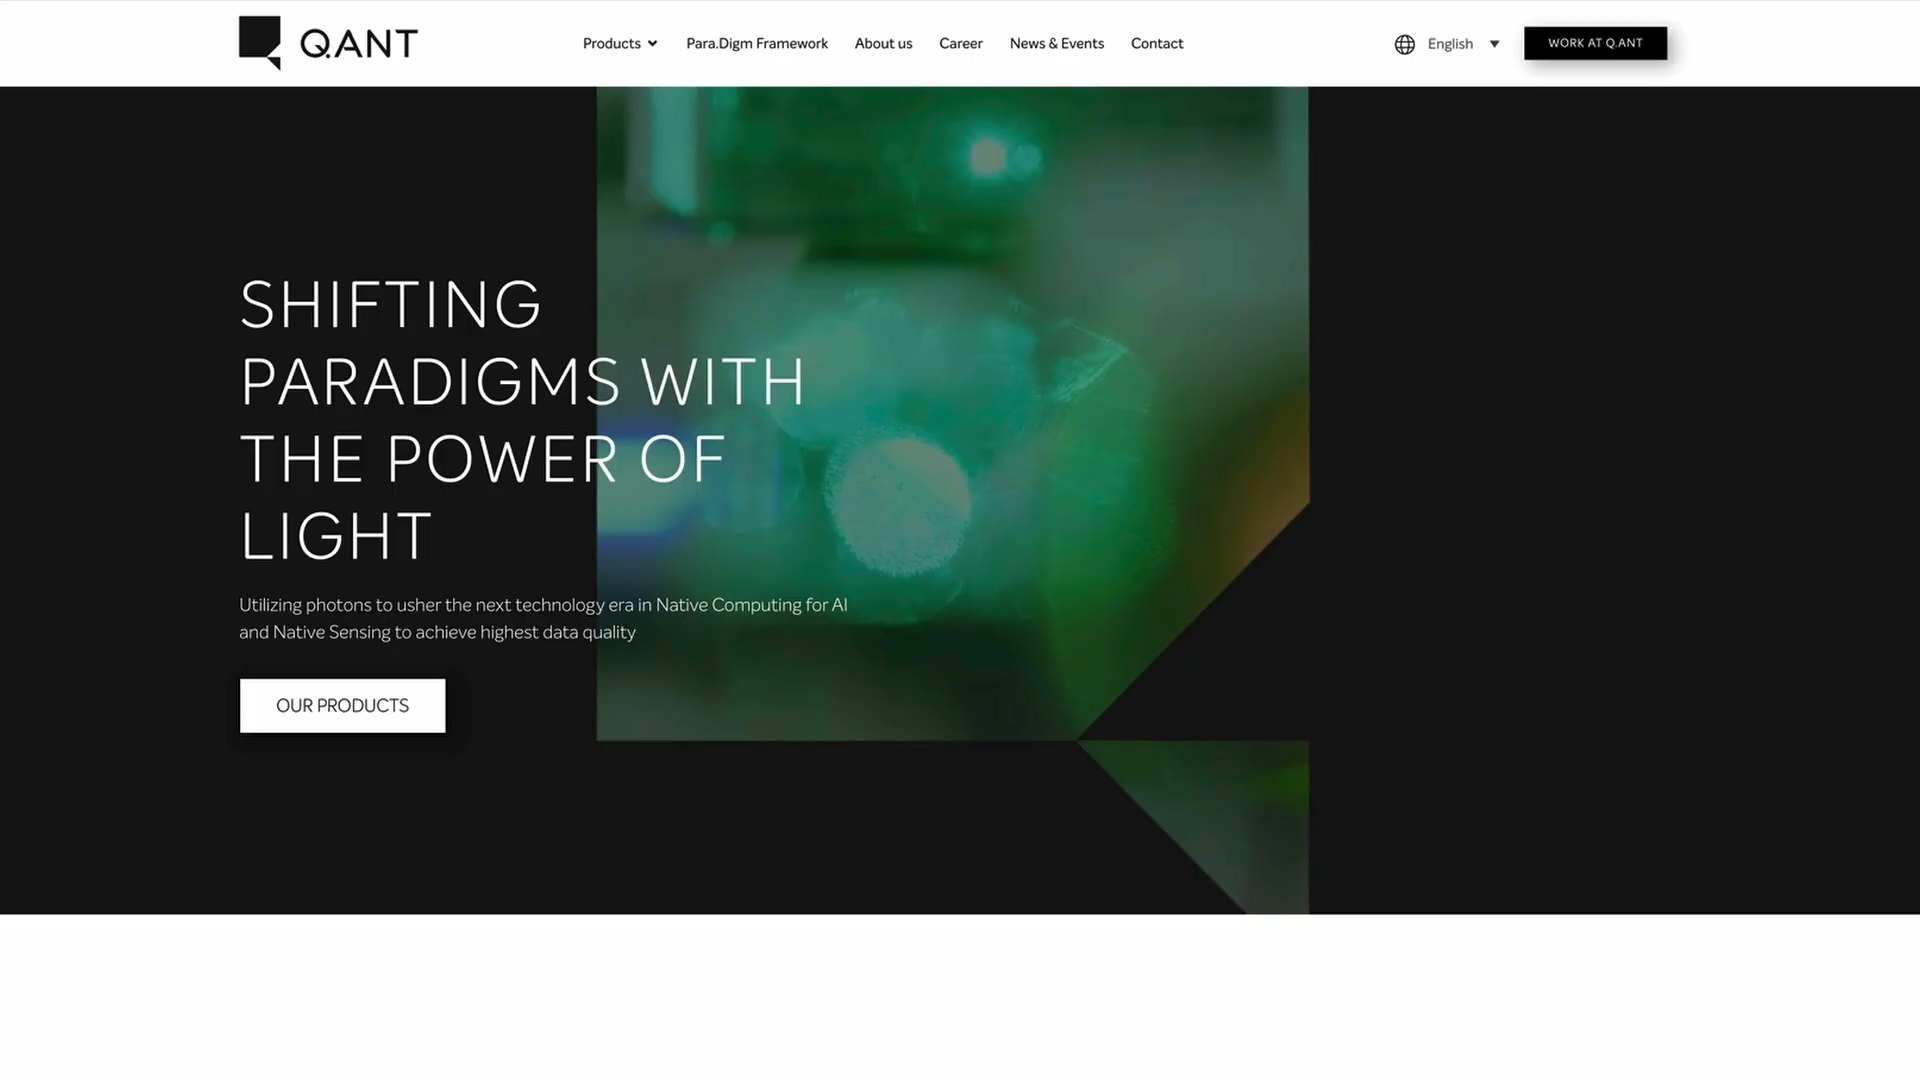 Q.ANT
Products
Para.Digm Framework
About us
Career
News & Events
Contact
English
WORK AT Q.ANT
SHIFTING
PARADIGMS WITH
THE POWER OF
LIGHT
Utilizing photons to usher the next technology era in Native Computing for AI
and Native Sensing to achieve highest data quality
OUR PRODUCTS